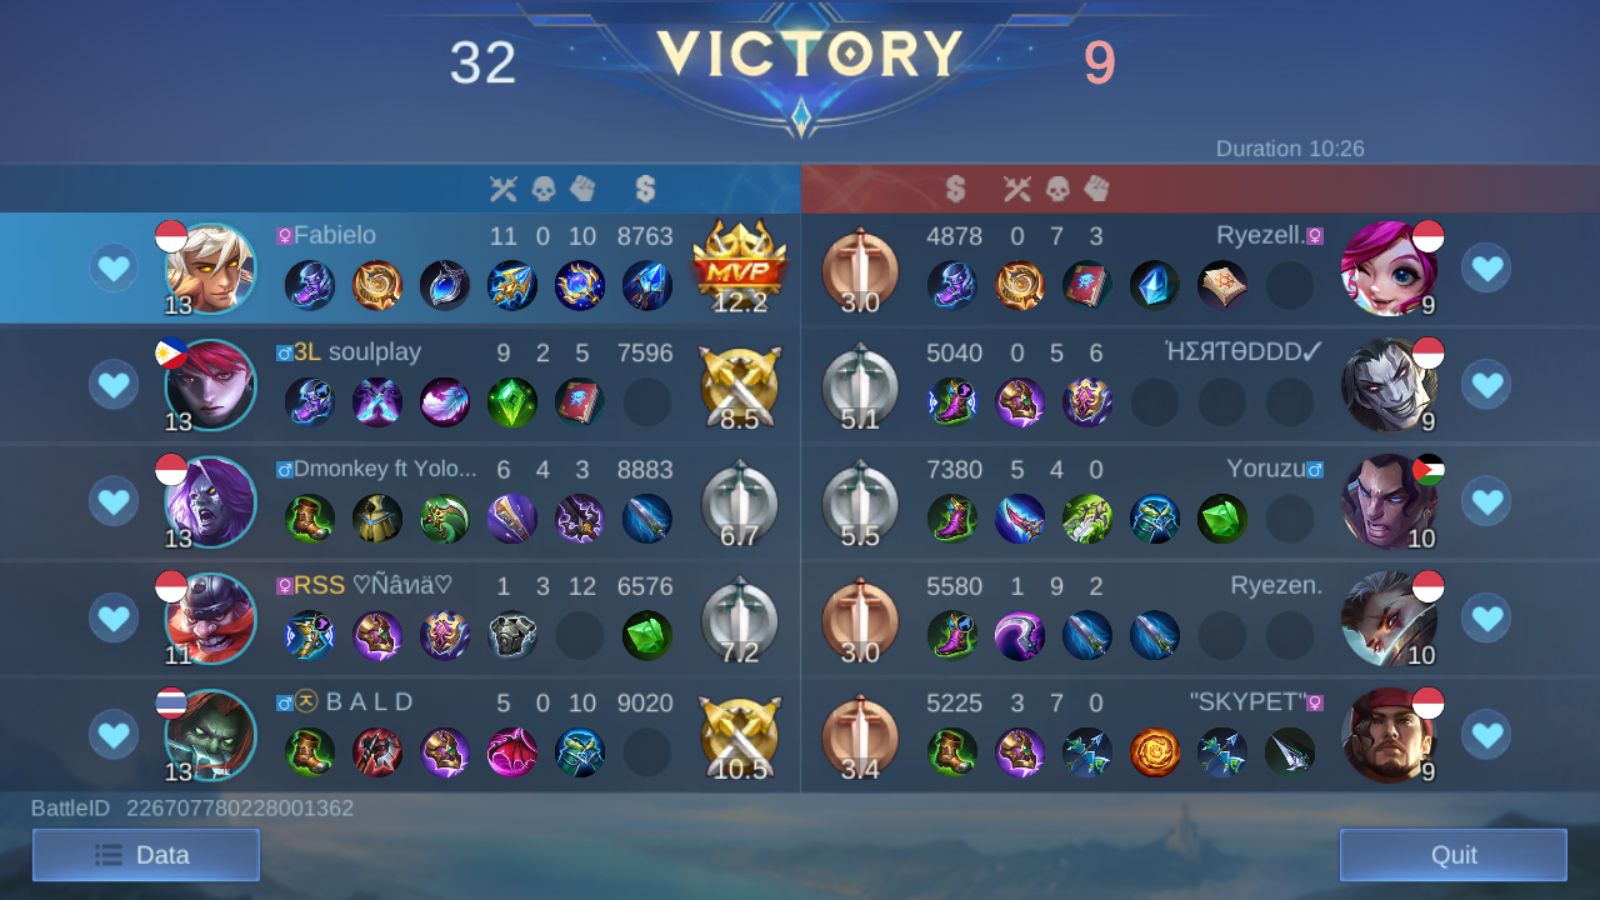 32 VICTORY 9
Duration 10:26
♀Fabielo 11 0 10 8763 MVP 12.2
13
3.0 4878 0 7 3 Ryezell.♀
9
♂3L soulplay 9 2 5 7596 8.5
13
5.1 5040 0 5 6 ΉΣЯTΘDDD✓
9
♂Dmonkey ft Yolo... 6 4 3 8883 6.7
13
5.5 7380 5 4 0 Yoruzu♂
10
♀RSS ♡Ñâиä♡ 1 3 12 6576 7.2
11
3.0 5580 1 9 2 Ryezen.
10
♂㉨ B A L D 5 0 10 9020 10.5
13
3.4 5225 3 7 0 "SKYPET"♀
9
BattleID 226707780228001362
Data
Quit